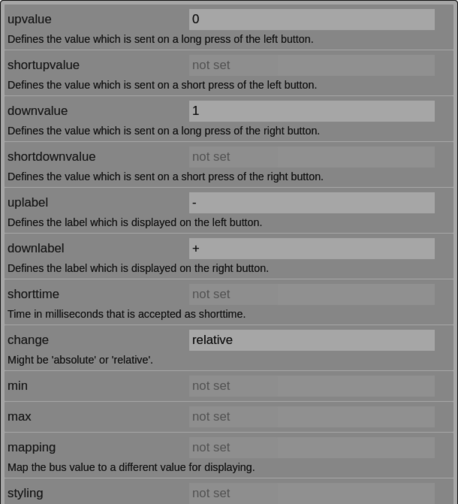 upvalue 0
Defines the value which is sent on a long press of the left button.
shortupvalue not set
Defines the value which is sent on a short press of the left button.
downvalue 1
Defines the value which is sent on a long press of the right button.
shortdownvalue not set
Defines the value which is sent on a short press of the right button.
uplabel -
Defines the label which is displayed on the left button.
downlabel +
Defines the label which is displayed on the right button.
shorttime not set
Time in milliseconds that is accepted as shorttime.
change relative
Might be 'absolute' or 'relative'.
min not set
max not set
mapping not set
Map the bus value to a different value for displaying.
styling not set